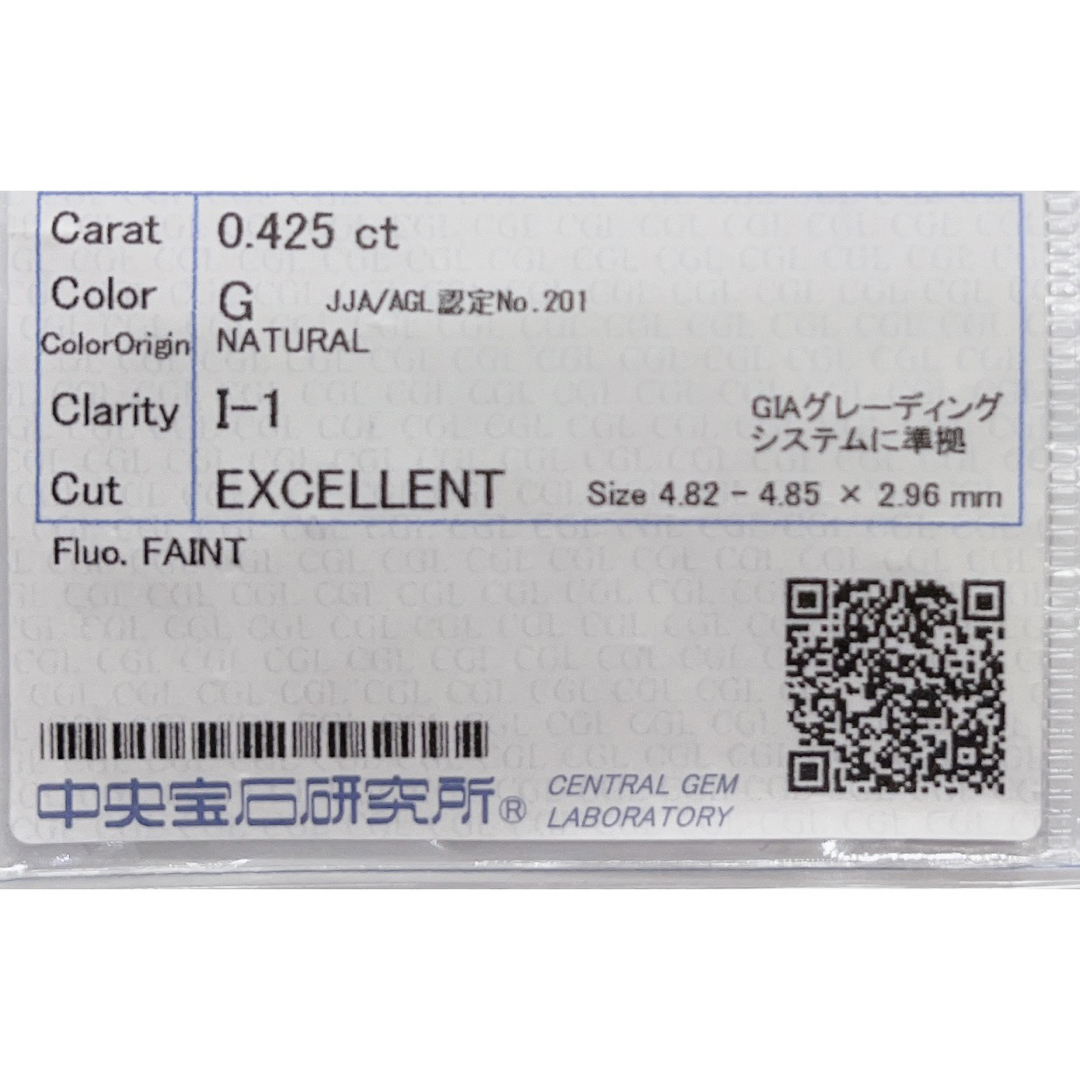 Carat 0.425 ct
Color G JJA/AGL認定No.201
ColorOrigin NATURAL
Clarity I-1
GIAグレーディング
システムに準拠
Cut EXCELLENT Size 4.82 - 4.85 × 2.96 mm
Fluo. FAINT
中央宝石研究所® CENTRAL GEM
LABORATORY